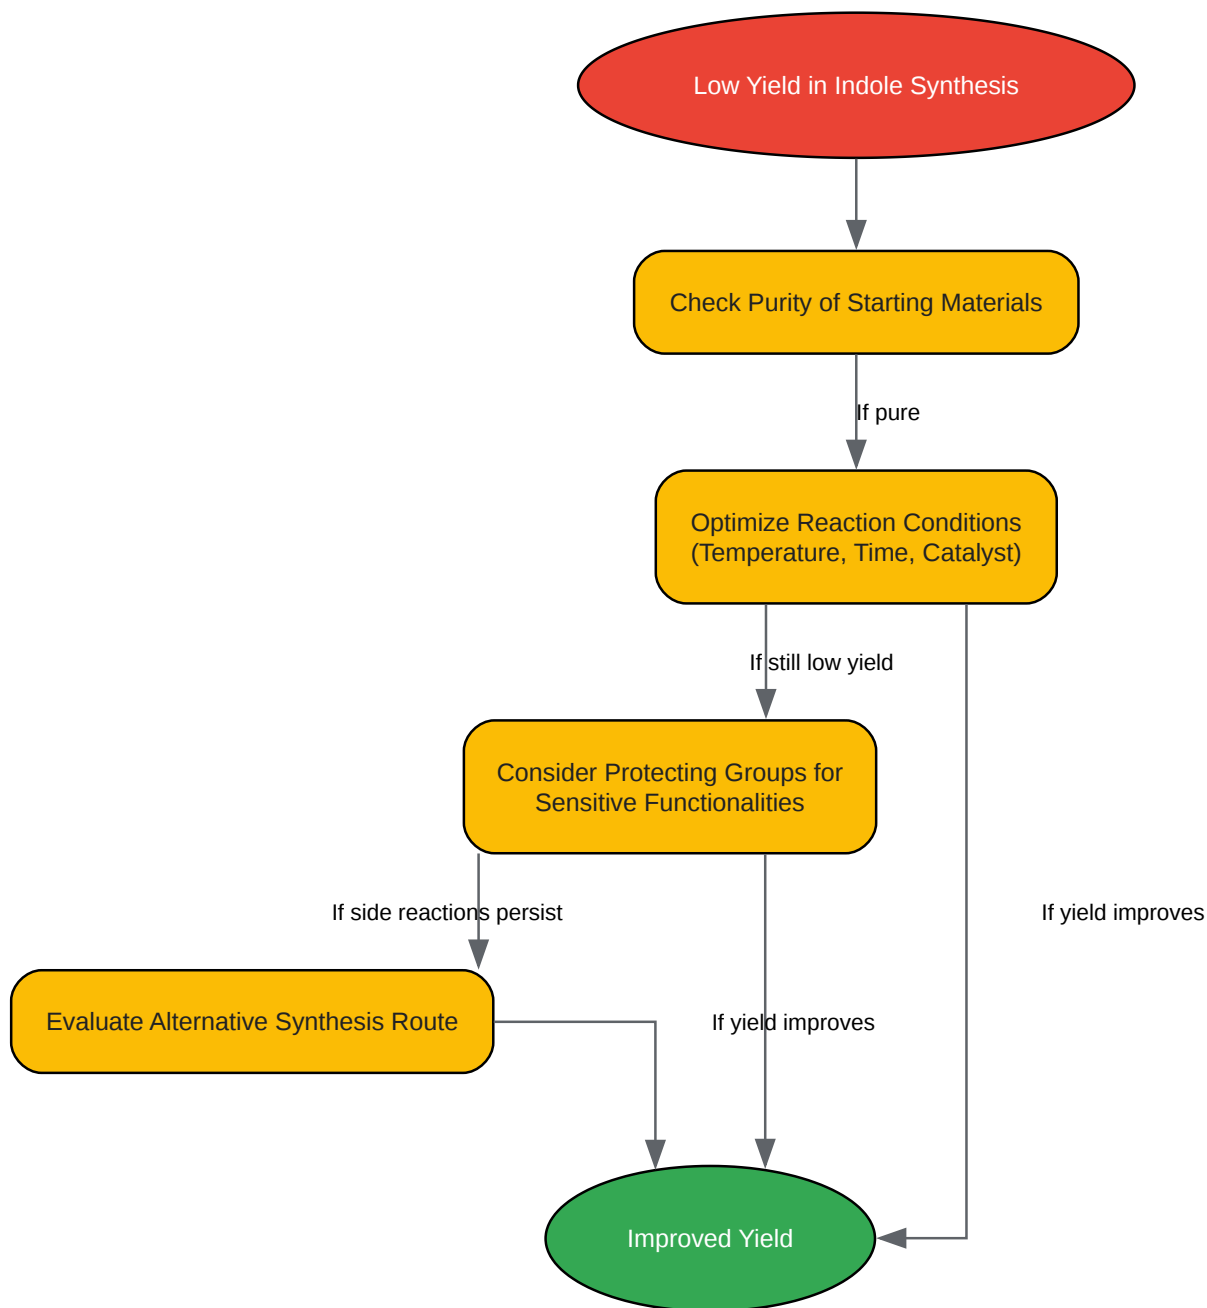 Low Yield in Indole Synthesis
Check Purity of Starting Materials
If pure
Optimize Reaction Conditions
(Temperature, Time, Catalyst)
If still low yield
Consider Protecting Groups for
Sensitive Functionalities
If side reactions persist
If yield improves
Evaluate Alternative Synthesis Route
If yield improves
Improved Yield